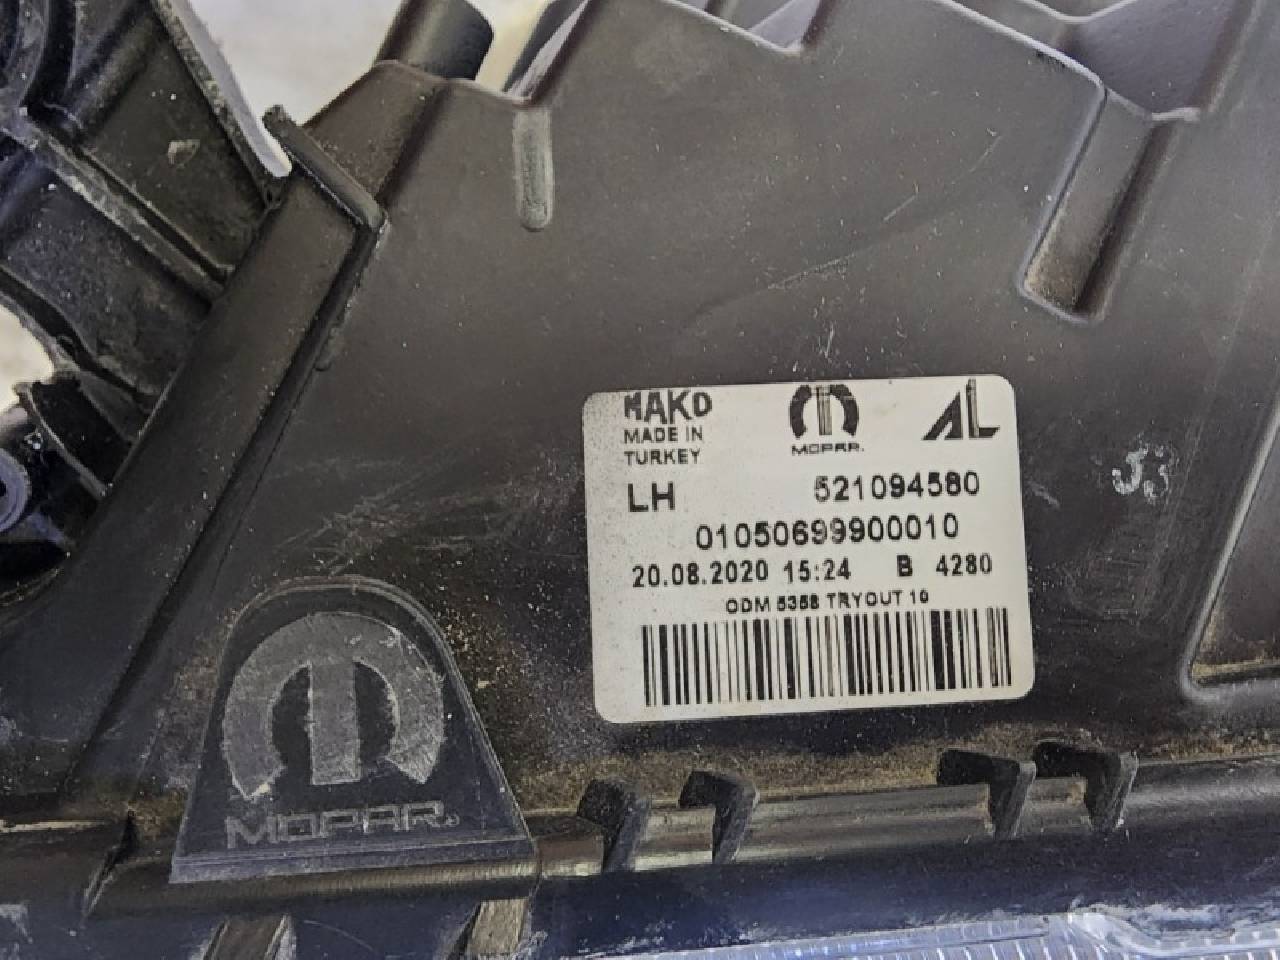 MAKO
MADE IN
TURKEY
MOPAR.
AL
LH 521094580
01050699900010
20.08.2020 15:24 B 4280
ODM 5358 TRYOUT 10
MOPAR